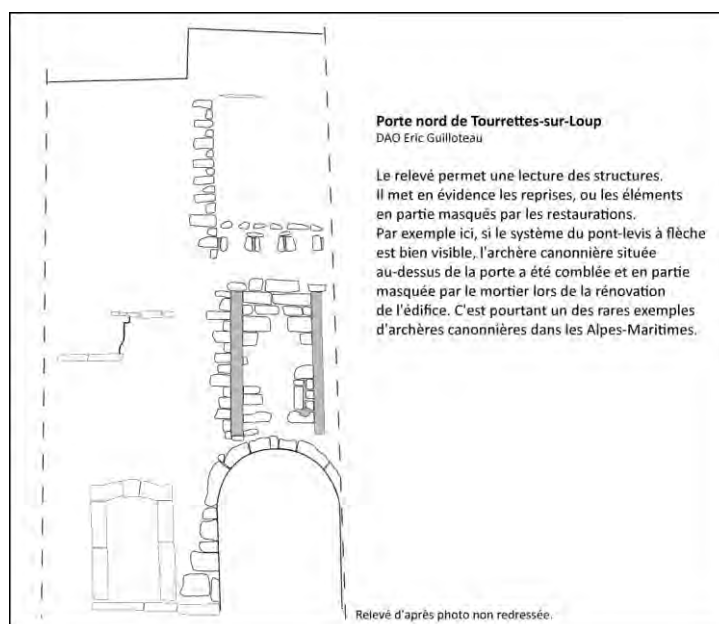 Porte nord de Tourrettes-sur-Loup
DAO Eric Guilloteau
Le relevé permet une lecture des structures.
Il met en évidence les reprises, ou les éléments
en partie masqués par les restaurations.
Par exemple ici, si le système du pont-levis à flèche
est bien visible, l'archère canonnière située
au-dessus de la porte a été comblée et en partie
masquée par le mortier lors de la rénovation
de l'édifice. C'est pourtant un des rares exemples
d'archères canonnières dans les Alpes-Maritimes.
Relevé d'après photo non redressée.